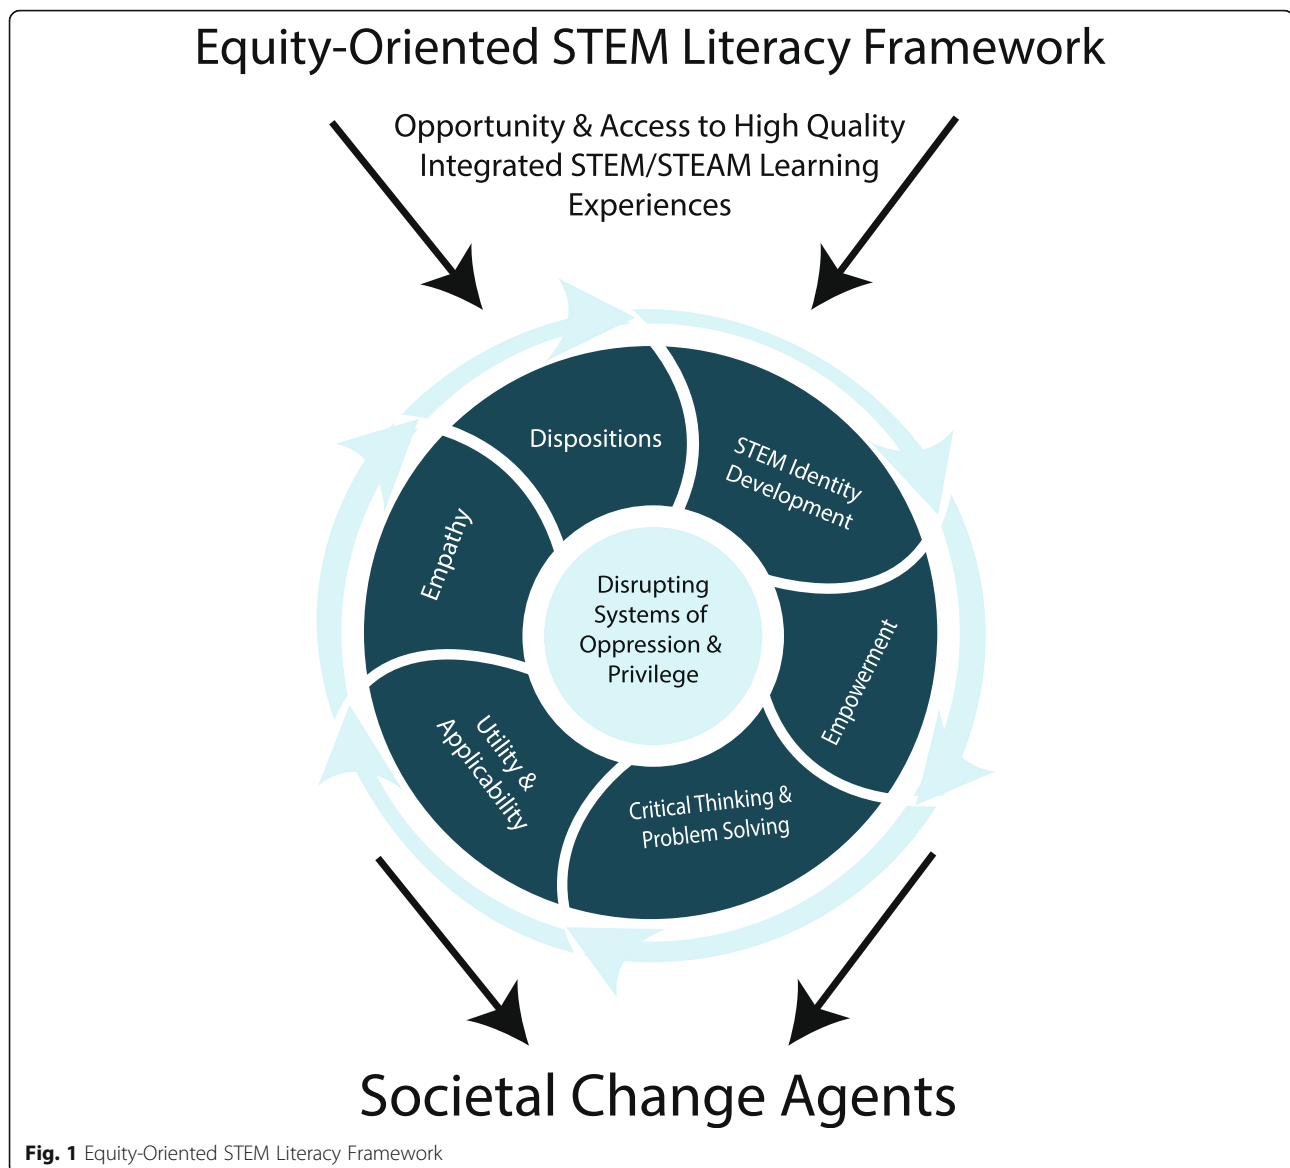 Equity-Oriented STEM Literacy Framework
Opportunity & Access to High Quality
Integrated STEM/STEAM Learning
Experiences
Dispositions
STEM Identity
Development
Empathy
Disrupting
Systems of
Oppression &
Privilege
Empowerment
Utility &
Applicability
Critical Thinking &
Problem Solving
Societal Change Agents
Fig. 1 Equity-Oriented STEM Literacy Framework